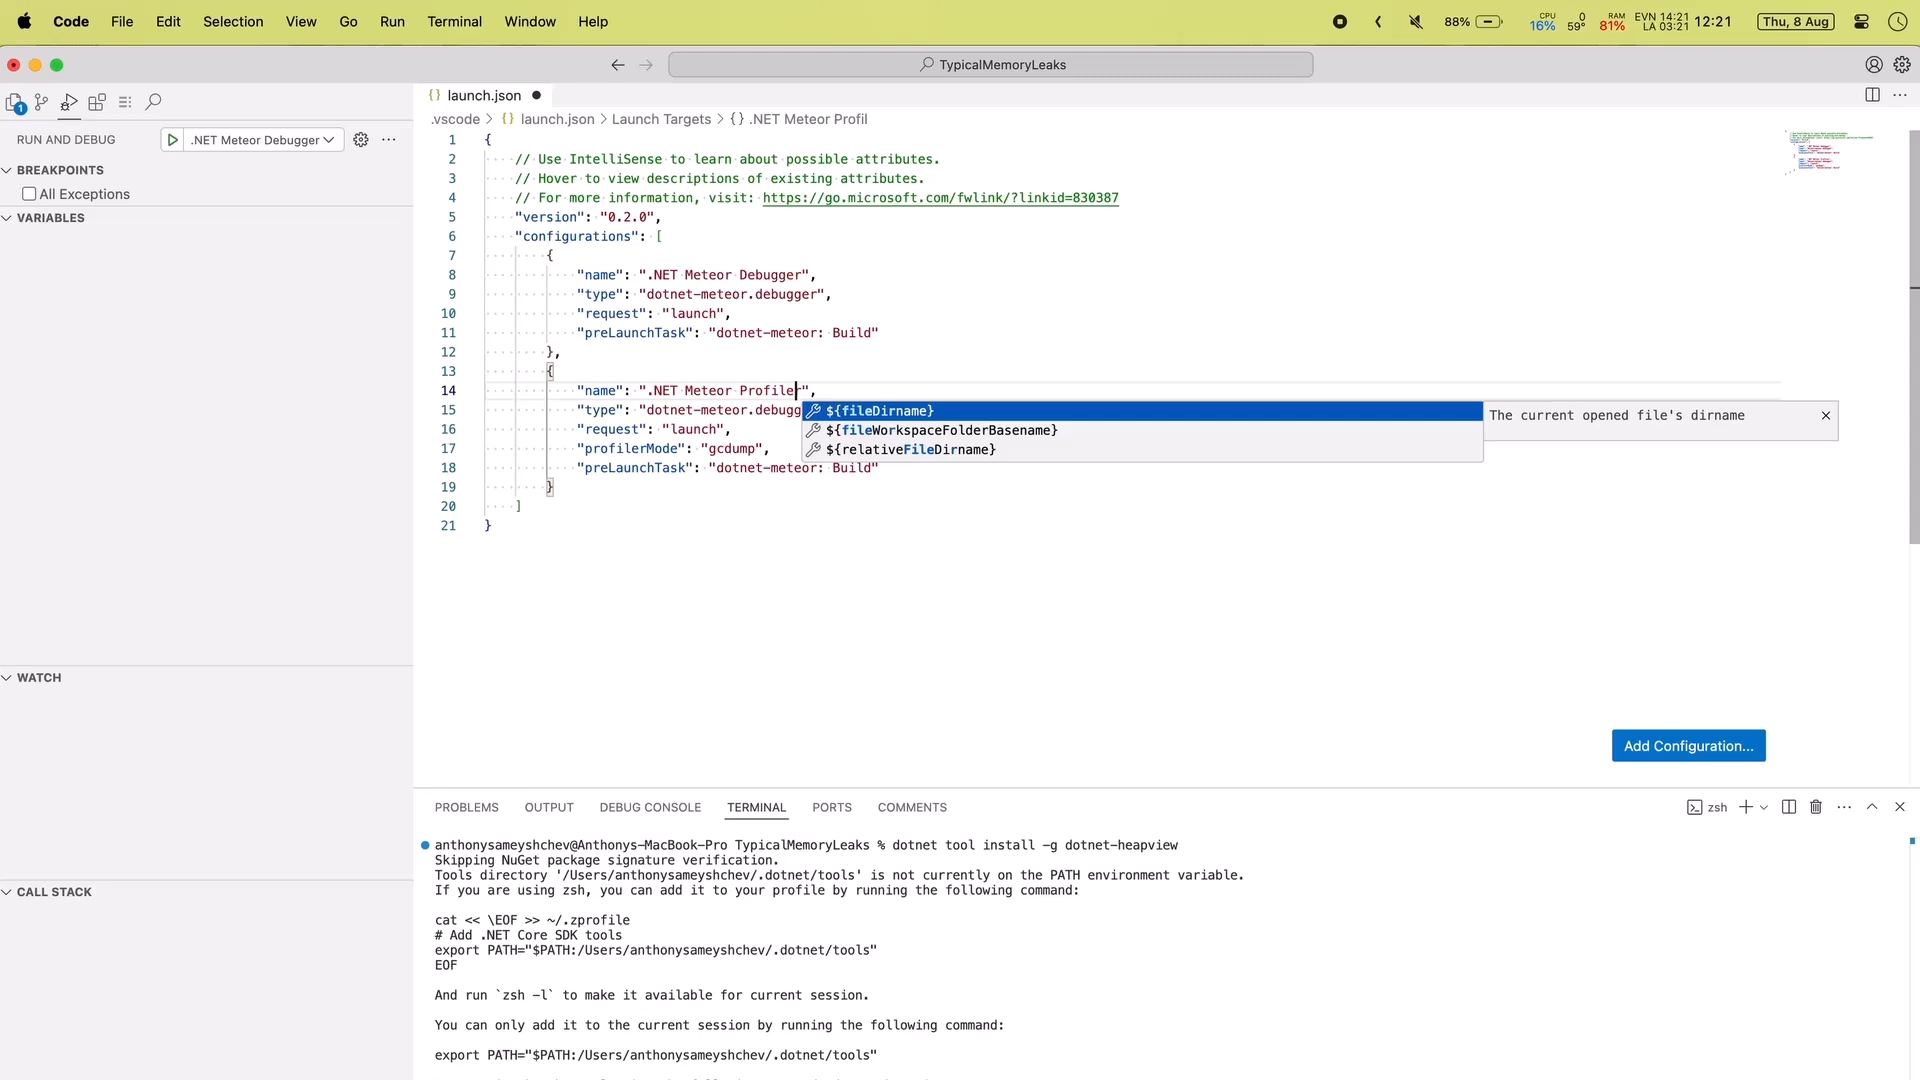 Code File Edit Selection View Go Run Terminal Window Help
88% CPU 16% 0 59° RAM 81% EVN 14:21 LA 03:21 12:21 Thu, 8 Aug
TypicalMemoryLeaks
1
launch.json
RUN AND DEBUG .NET Meteor Debugger
.vscode > {} launch.json > Launch Targets > {} .NET Meteor Profil
BREAKPOINTS
All Exceptions
VARIABLES
WATCH
CALL STACK
1 {
2 // Use IntelliSense to learn about possible attributes.
3 // Hover to view descriptions of existing attributes.
4 // For more information, visit: https://go.microsoft.com/fwlink/?linkid=830387
5 "version": "0.2.0",
6 "configurations": [
7 {
8 "name": ".NET Meteor Debugger",
9 "type": "dotnet-meteor.debugger",
10 "request": "launch",
11 "preLaunchTask": "dotnet-meteor: Build"
12 },
13 {
14 "name": ".NET Meteor Profiler",
15 "type": "dotnet-meteor.debugg
16 "request": "launch",
17 "profilerMode": "gcdump",
18 "preLaunchTask": "dotnet-meteor: Build"
19 }
20 ]
21 }
${fileDirname}
${fileWorkspaceFolderBasename}
${relativeFileDirname}
The current opened file's dirname
Add Configuration...
PROBLEMS OUTPUT DEBUG CONSOLE TERMINAL PORTS COMMENTS zsh
anthonysameyshchev@Anthonys-MacBook-Pro TypicalMemoryLeaks % dotnet tool install -g dotnet-heapview
Skipping NuGet package signature verification.
Tools directory '/Users/anthonysameyshchev/.dotnet/tools' is not currently on the PATH environment variable.
If you are using zsh, you can add it to your profile by running the following command:
cat << \EOF >> ~/.zprofile
# Add .NET Core SDK tools
export PATH="$PATH:/Users/anthonysameyshchev/.dotnet/tools"
EOF
And run `zsh -l` to make it available for current session.
You can only add it to the current session by running the following command:
export PATH="$PATH:/Users/anthonysameyshchev/.dotnet/tools"